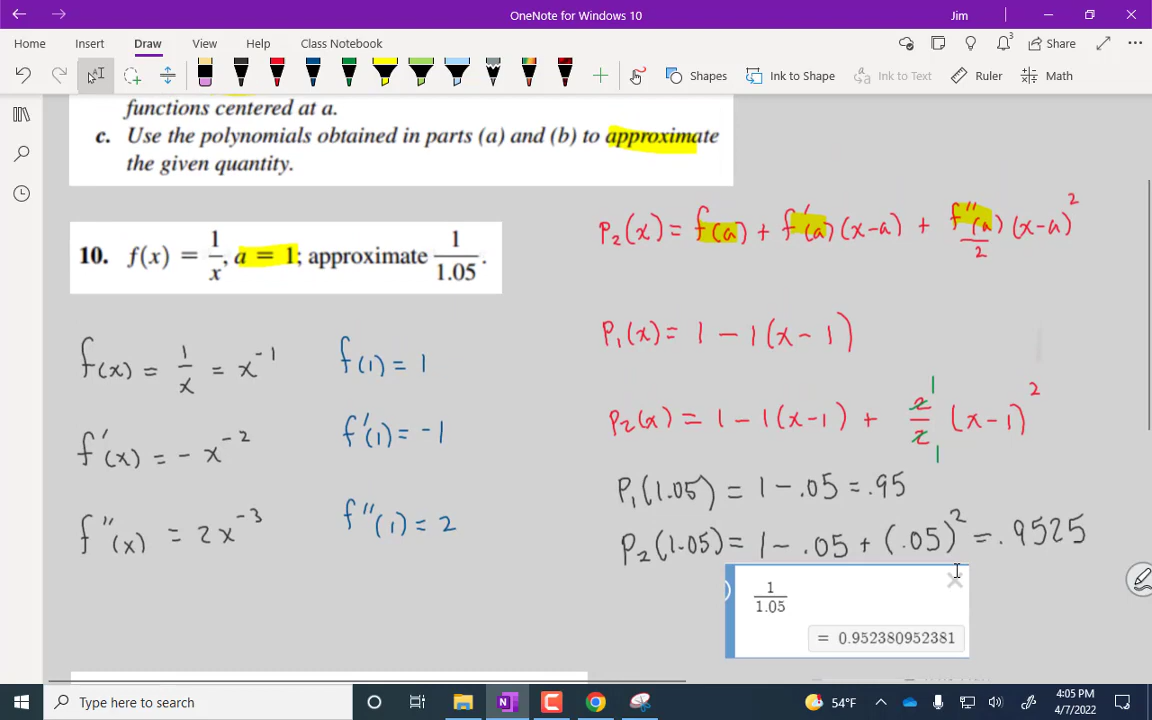 OneNote for Windows 10
Jim
Home Insert Draw View Help Class Notebook
Share
Shapes Ink to Shape Ink to Text Ruler Math
functions centered at a.
c. Use the polynomials obtained in parts (a) and (b) to approximate
the given quantity.
10. f(x) = 1/x, a = 1; approximate 1/1.05.
P₂(x) = f(a) + f'(a)(x-a) + f''(a)/2 (x-a)²
P₁(x) = 1 - 1(x-1)
P₂(x) = 1 - 1(x-1) + 2/2 (x-1)²
1
1
f(x) = 1/x = x⁻¹
f(1) = 1
f'(x) = -x⁻²
f'(1) = -1
f''(x) = 2x⁻³
f''(1) = 2
P₁(1.05) = 1 - .05 = .95
P₂(1.05) = 1 - .05 + (.05)² = .9525
1/1.05
= 0.952380952381
Type here to search
54°F
4:05 PM
4/7/2022